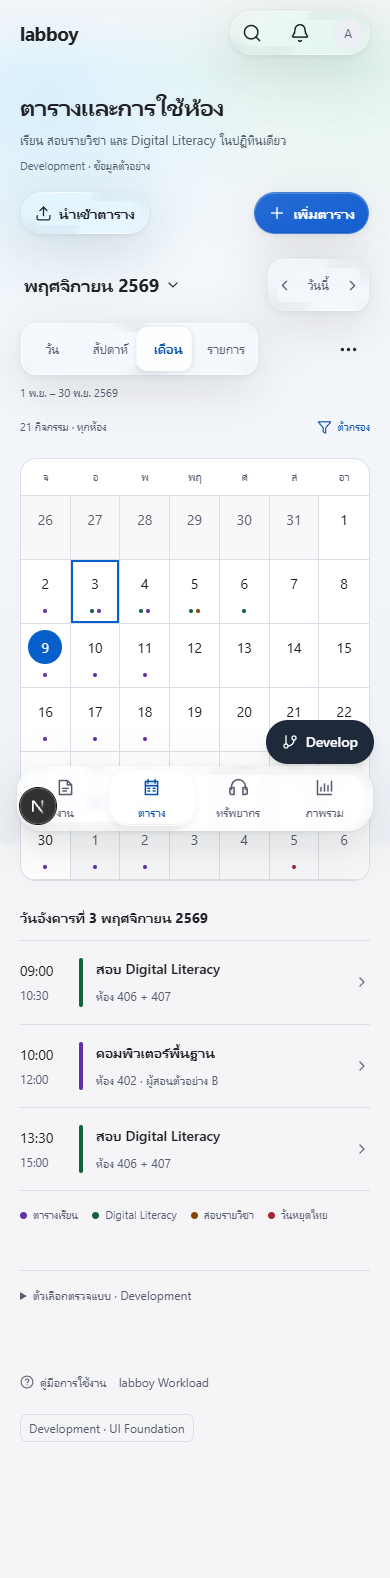 labboy
A
ตารางและการใช้ห้อง
เรียน สอบรายวิชา และ Digital Literacy ในปฏิทินเดียว
Development · ข้อมูลตัวอย่าง
นำเข้าตาราง
เพิ่มตาราง
พฤศจิกายน 2569
วันนี้
วัน สัปดาห์ เดือน รายการ
1 พ.ย. – 30 พ.ย. 2569
21 กิจกรรม · ทุกห้อง
ตัวกรอง
จ อ พ พฤ ศ ส อา
26 27 28 29 30 31 1
2 3 4 5 6 7 8
9 10 11 12 13 14 15
16 17 18 19 20 21 22
Develop
N
งาน ตาราง ทรัพยากร ภาพรวม
30 1 2 3 4 5 6
วันอังคารที่ 3 พฤศจิกายน 2569
09:00 สอบ Digital Literacy
10:30 ห้อง 406 + 407
10:00 คอมพิวเตอร์พื้นฐาน
12:00 ห้อง 402 · ผู้สอนตัวอย่าง B
13:30 สอบ Digital Literacy
15:00 ห้อง 406 + 407
ตารางเรียน Digital Literacy สอบรายวิชา วันหยุดไทย
ตัวเลือกตรวจแบบ · Development
คู่มือการใช้งาน labboy Workload
Development · UI Foundation